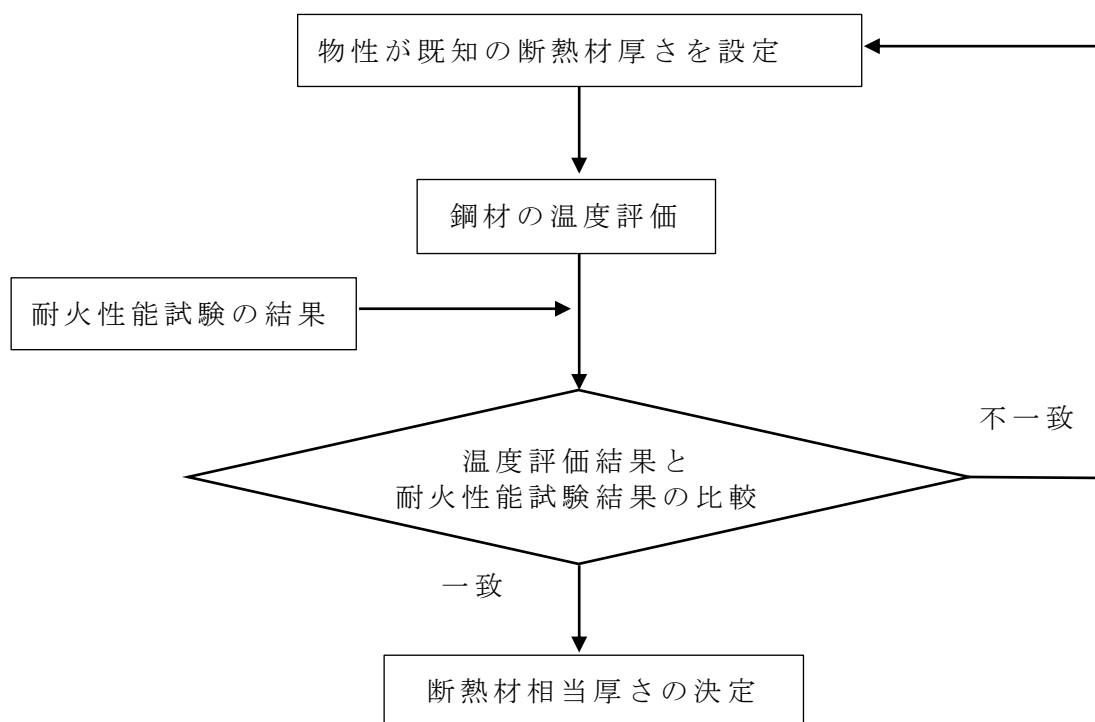 物性が既知の断熱材厚さを設定
鋼材の温度評価
耐火性能試験の結果
不一致
温度評価結果と
耐火性能試験結果の比較
一致
断熱材相当厚さの決定